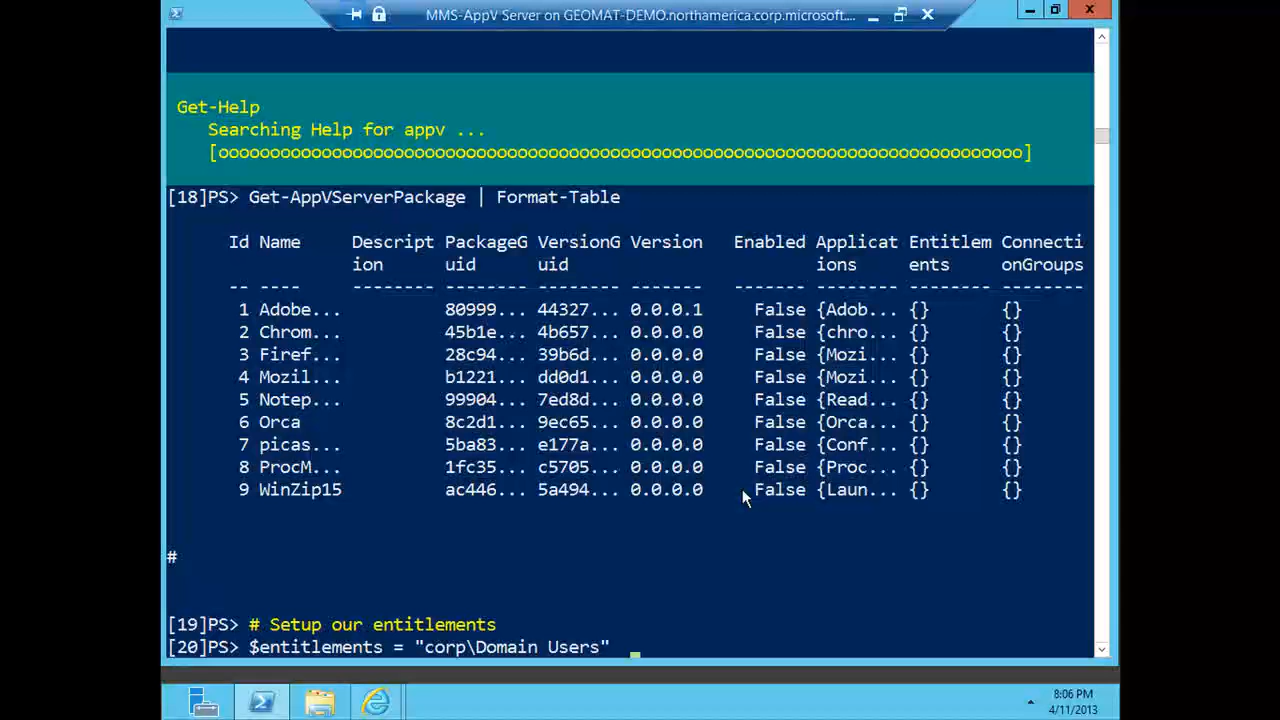 MMS-AppV Server on GEOMAT-DEMO.northamerica.corp.microsoft....
Get-Help
Searching Help for appv ...
[oooooooooooooooooooooooooooooooooooooooooooooooooooooooooooooooooooooooooooooo]
[18]PS> Get-AppVServerPackage | Format-Table
Id Name Descript PackageG VersionG Version Enabled Applicat Entitlem Connecti
ion uid uid ions ents onGroups
-- ---- -------- -------- -------- ------- ------- -------- -------- --------
1 Adobe... 80999... 44327... 0.0.0.1 False {Adob... {} {}
2 Chrom... 45b1e... 4b657... 0.0.0.0 False {chro... {} {}
3 Firef... 28c94... 39b6d... 0.0.0.0 False {Mozi... {} {}
4 Mozil... b1221... dd0d1... 0.0.0.0 False {Mozi... {} {}
5 Notep... 99904... 7ed8d... 0.0.0.0 False {Read... {} {}
6 Orca 8c2d1... 9ec65... 0.0.0.0 False {Orca... {} {}
7 picas... 5ba83... e177a... 0.0.0.0 False {Conf... {} {}
8 ProcM... 1fc35... c5705... 0.0.0.0 False {Proc... {} {}
9 WinZip15 ac446... 5a494... 0.0.0.0 False {Laun... {} {}
#
[19]PS> # Setup our entitlements
[20]PS> $entitlements = "corp\Domain Users"
8:06 PM
4/11/2013